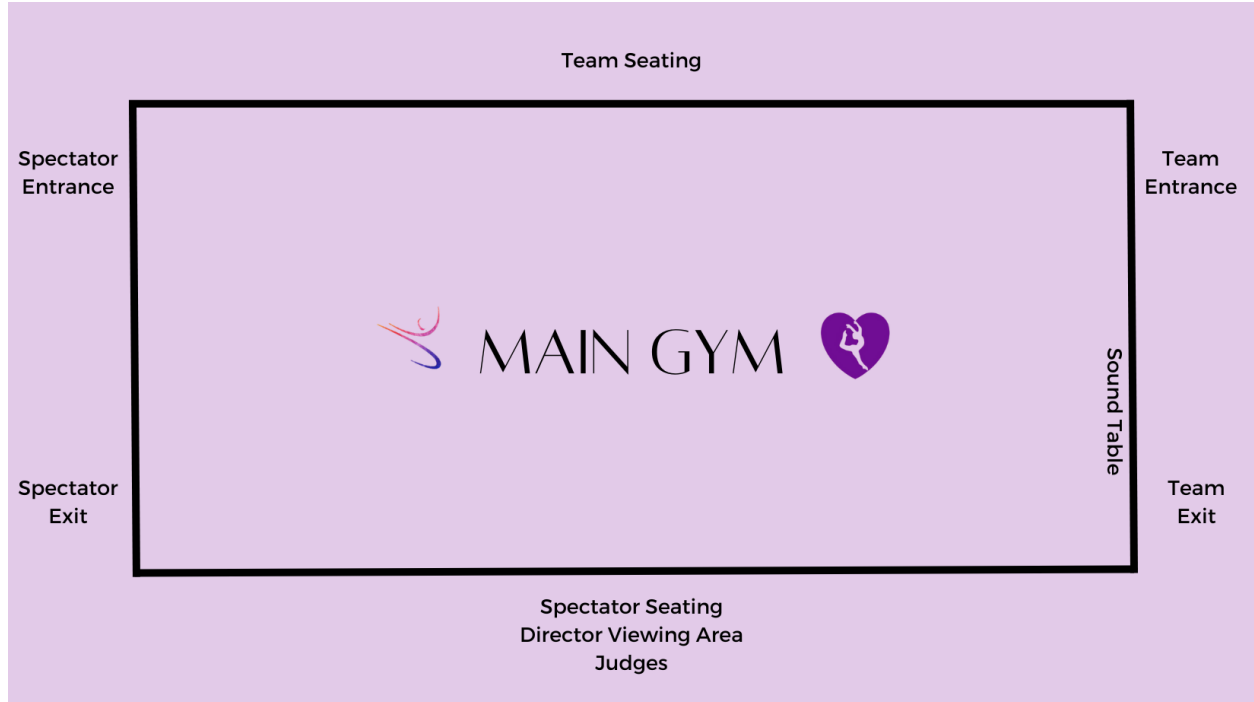 Team Seating
Spectator
Entrance
Team
Entrance
MAIN GYM
Sound Table
Spectator
Exit
Team
Exit
Spectator Seating
Director Viewing Area
Judges